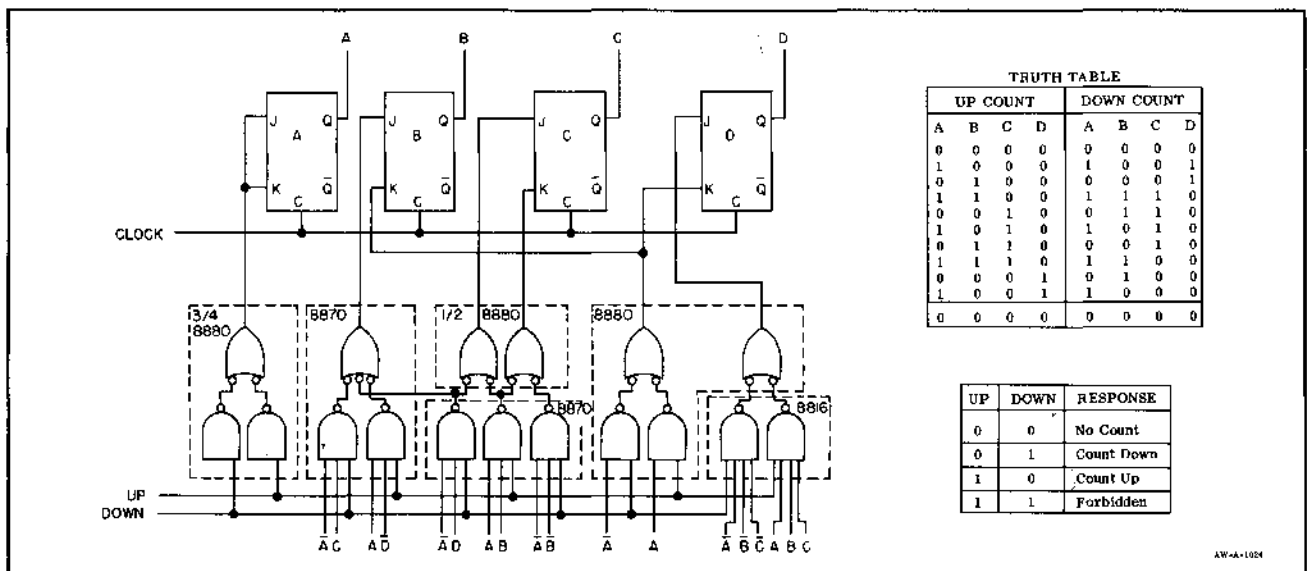 A B C D
J Q J Q J Q J Q
A B C D
K Q̅ K Q̅ K Q̅ K Q̅
C C C C
CLOCK
3/4 8880
8870
1/2 8880
8880
8870
8816
UP
DOWN
A̅ C A D̅ A̅ D A B A̅ B̅ A̅ A A̅ B̅ C̅ A B C
TRUTH TABLE
UP COUNT DOWN COUNT
A B C D A B C D
0 0 0 0 0 0 0 0
1 0 0 0 1 0 0 1
0 1 0 0 0 0 0 1
1 1 0 0 1 1 1 0
0 0 1 0 0 1 1 0
1 0 1 0 1 0 1 0
0 1 1 0 0 0 1 0
1 1 1 0 1 1 0 0
0 0 0 1 0 1 0 0
1 0 0 1 1 0 0 0
0 0 0 0 0 0 0 0
UP DOWN RESPONSE
0 0 No Count
0 1 Count Down
1 0 Count Up
1 1 Forbidden
AW-A-1024